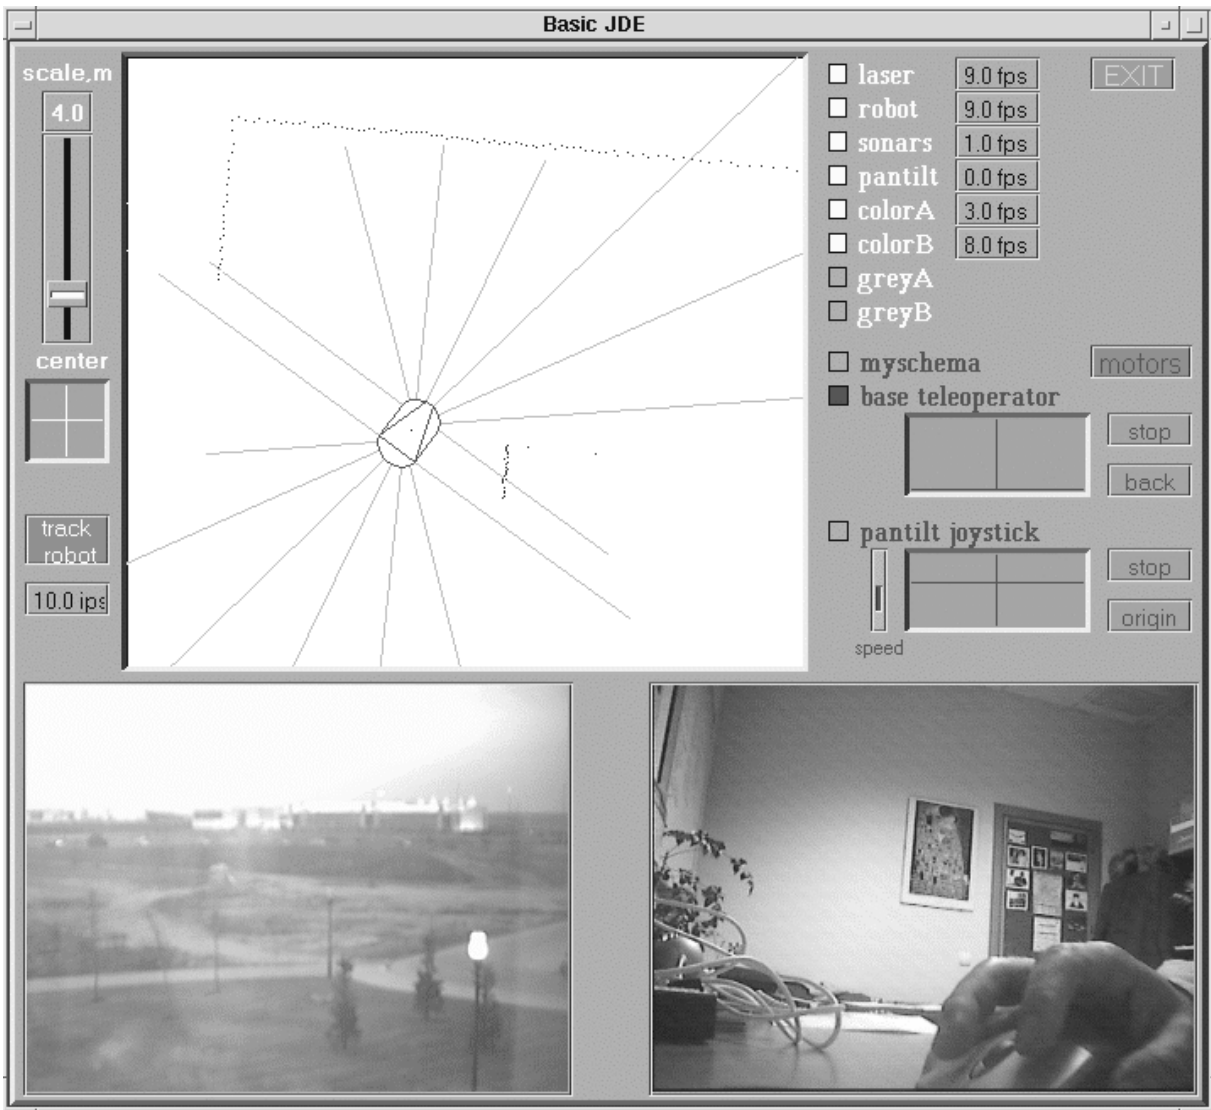 Basic JDE
scale,m
4.0
center
track
robot
10.0 ips
laser 9.0 fps EXIT
robot 9.0 fps
sonars 1.0 fps
pantilt 0.0 fps
colorA 3.0 fps
colorB 8.0 fps
greyA
greyB
myschema motors
base teleoperator
stop
back
pantilt joystick
stop
origin
speed